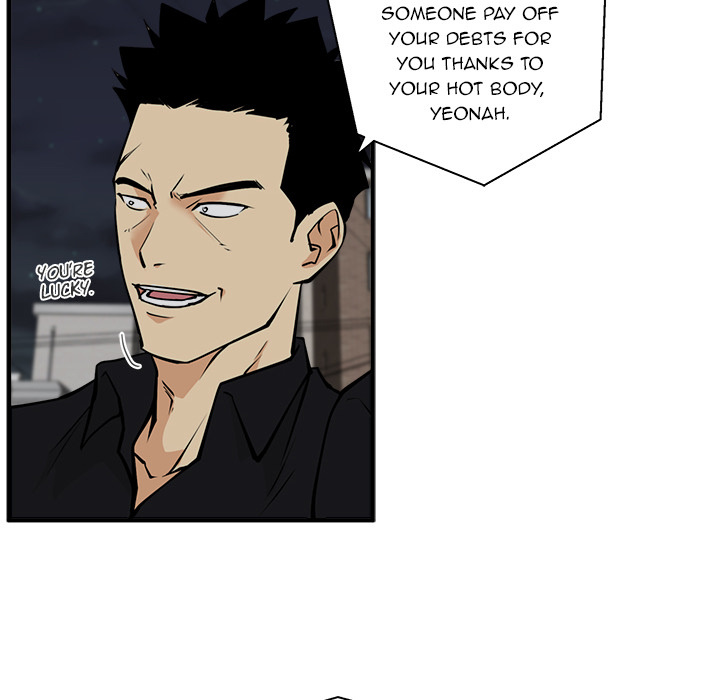 SOMEONE PAY OFF
YOUR DEBTS FOR
YOU THANKS TO
YOUR HOT BODY,
YEONAH.
YOU'RE
LUCKY.